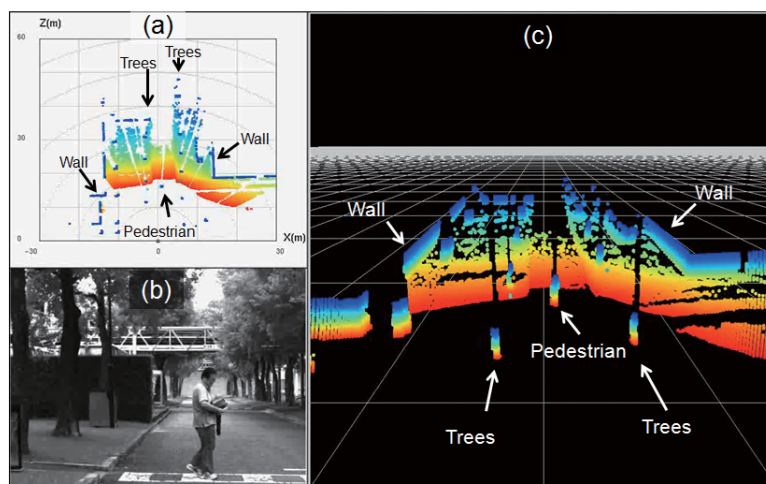 Z(m)
(a)
60
Trees
Trees
30
Wall
Wall
Pedestrian
0
-30
0
30
X(m)
(b)
(c)
Wall
Wall
Pedestrian
Trees
Trees